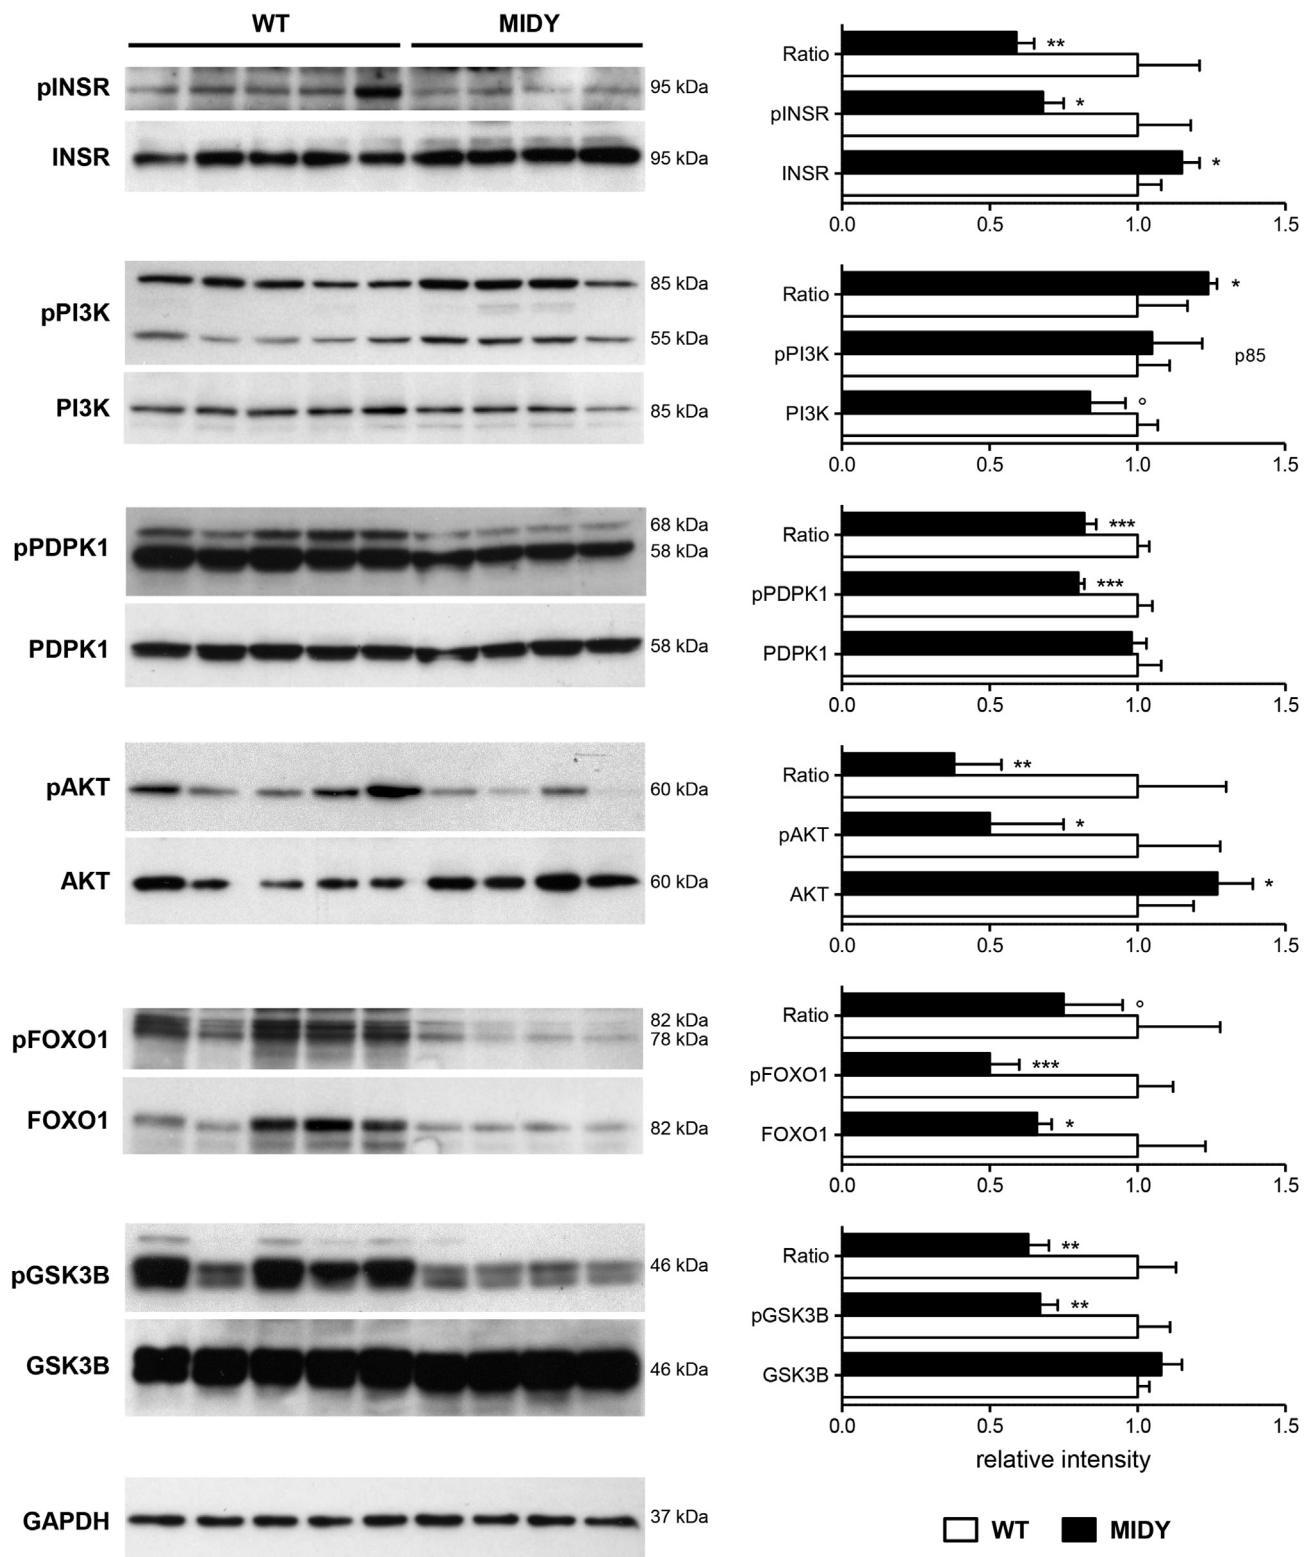 WT MIDY
pINSR 95 kDa
INSR 95 kDa
pPI3K 85 kDa
55 kDa
PI3K 85 kDa
pPDPK1 68 kDa
58 kDa
PDPK1 58 kDa
pAKT 60 kDa
AKT 60 kDa
pFOXO1 82 kDa
78 kDa
FOXO1 82 kDa
pGSK3B 46 kDa
GSK3B 46 kDa
GAPDH 37 kDa
Ratio **
pINSR *
INSR *
0.0 0.5 1.0 1.5
Ratio *
pPI3K p85
PI3K °
0.0 0.5 1.0 1.5
Ratio ***
pPDPK1 ***
PDPK1
0.0 0.5 1.0 1.5
Ratio **
pAKT *
AKT *
0.0 0.5 1.0 1.5
Ratio °
pFOXO1 ***
FOXO1 *
0.0 0.5 1.0 1.5
Ratio **
pGSK3B **
GSK3B
0.0 0.5 1.0 1.5
relative intensity
WT MIDY